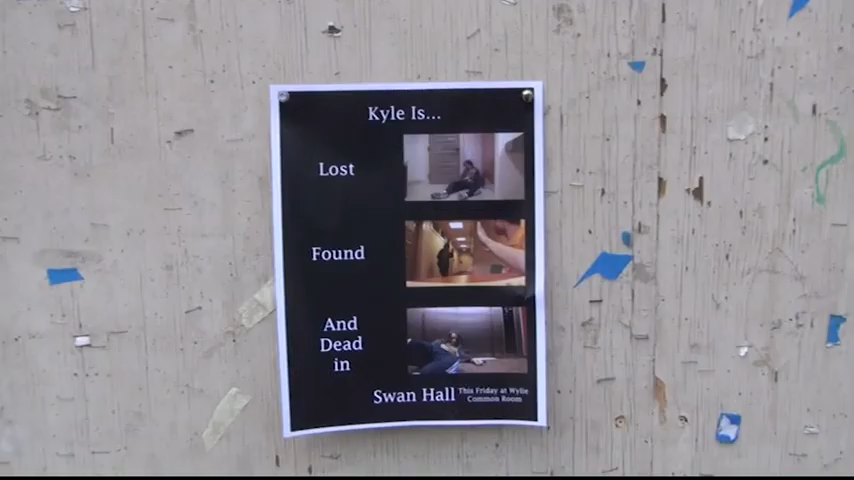 Kyle Is...
Lost
Found
And
Dead
in
Swan Hall
This Friday at Wylie
Common Room